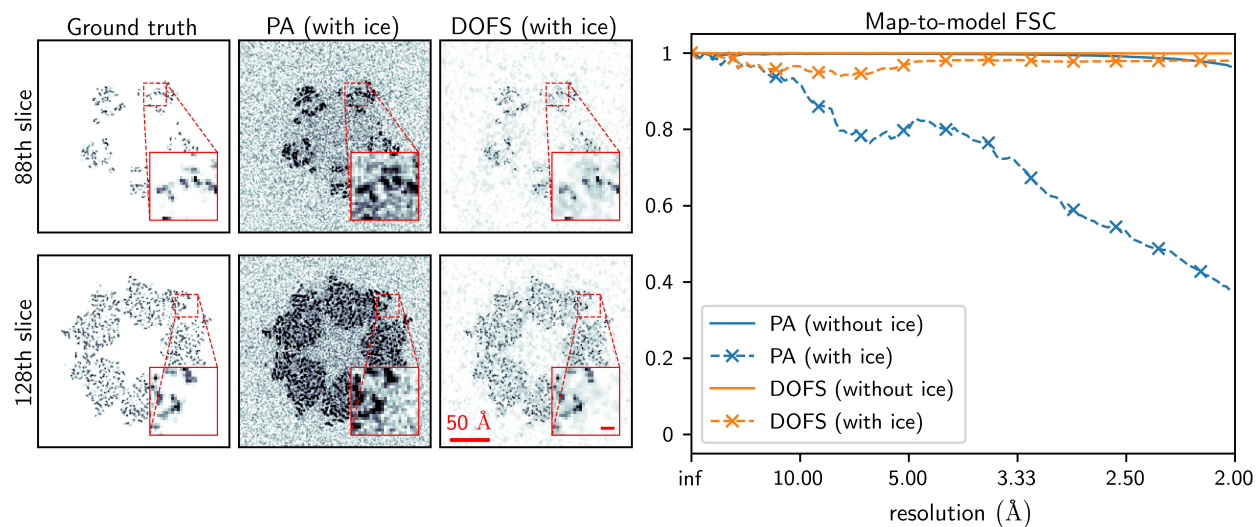 Ground truth
PA (with ice)
DOFS (with ice)
88th slice
128th slice
50 Å
Map-to-model FSC
1
0.8
0.6
0.4
0.2
0
PA (without ice)
PA (with ice)
DOFS (without ice)
DOFS (with ice)
inf
10.00
5.00
3.33
2.50
2.00
resolution (Å)